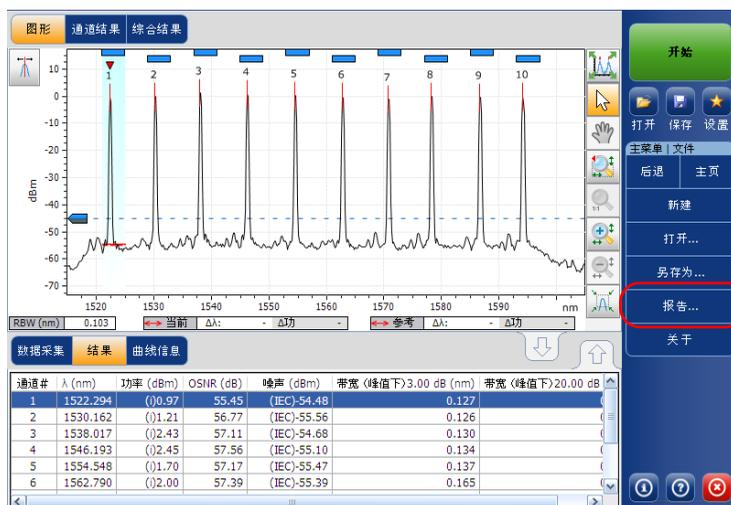 图形 通道结果 综合结果
10
0
-10
-20
-30
-40
-50
-60
-70
dBm
1 2 3 4 5 6 7 8 9 10
1520 1530 1540 1550 1560 1570 1580 1590 nm
RBW (nm) 0.103 当前 Δλ: - Δ功 - 参考 Δλ: - Δ功 -
数据采集 结果 曲线信息
通道# λ (nm) 功率 (dBm) OSNR (dB) 噪声 (dBm) 带宽 (峰值下)3.00 dB (nm) 带宽 (峰值下)20.00 dB
1 1522.294 (i)0.97 55.45 (IEC)-54.48 0.127
2 1530.162 (i)1.21 56.77 (IEC)-55.56 0.126
3 1538.017 (i)2.43 57.11 (IEC)-54.68 0.130
4 1546.193 (i)2.45 57.56 (IEC)-55.10 0.134
5 1554.548 (i)1.70 57.17 (IEC)-55.47 0.137
6 1562.790 (i)2.00 57.39 (IEC)-55.39 0.165
开始
打开 保存 设置
主菜单 | 文件
后退 主页
新建
打开...
另存为...
报告...
关于